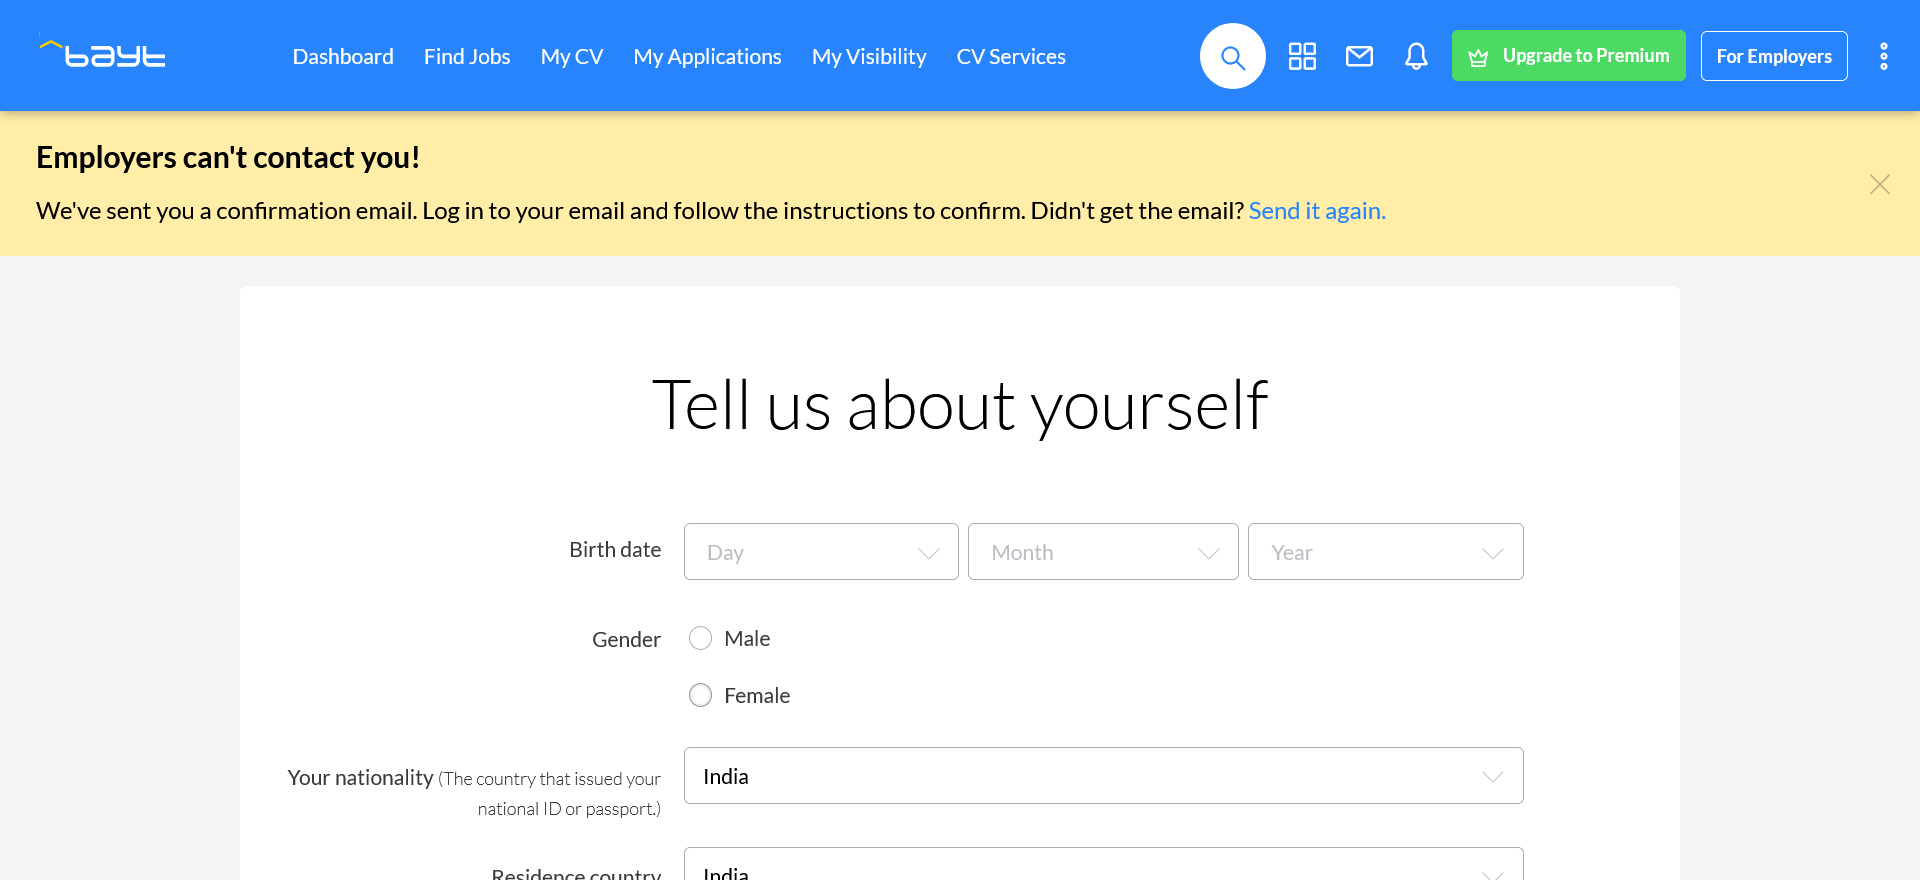 bayt
Dashboard Find Jobs My CV My Applications My Visibility CV Services Upgrade to Premium For Employers
Employers can't contact you!
We've sent you a confirmation email. Log in to your email and follow the instructions to confirm. Didn't get the email? Send it again.
Tell us about yourself
Birth date Day Month Year
Gender Male
Female
Your nationality (The country that issued your national ID or passport.) India
Residence country India